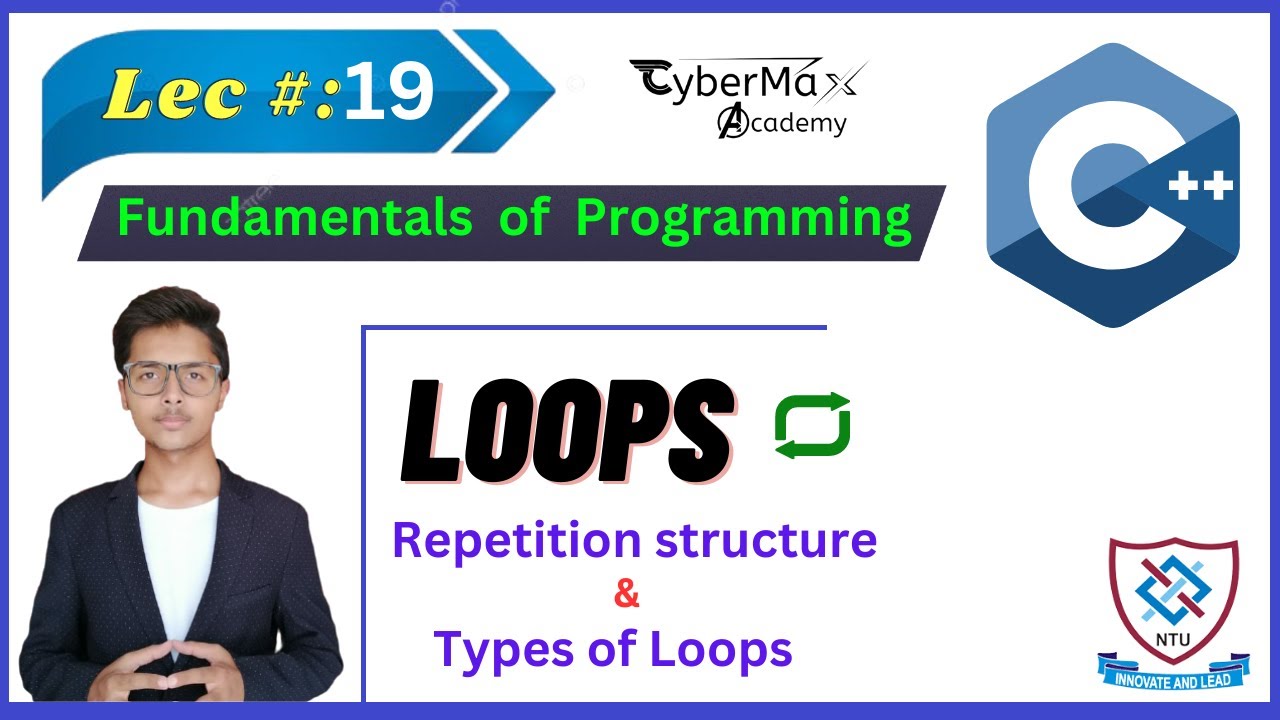 Lec #:19
CyberMax
Academy
C++
Fundamentals of Programming
LOOPS
Repetition structure
&
Types of Loops
NTU
INNOVATE AND LEAD